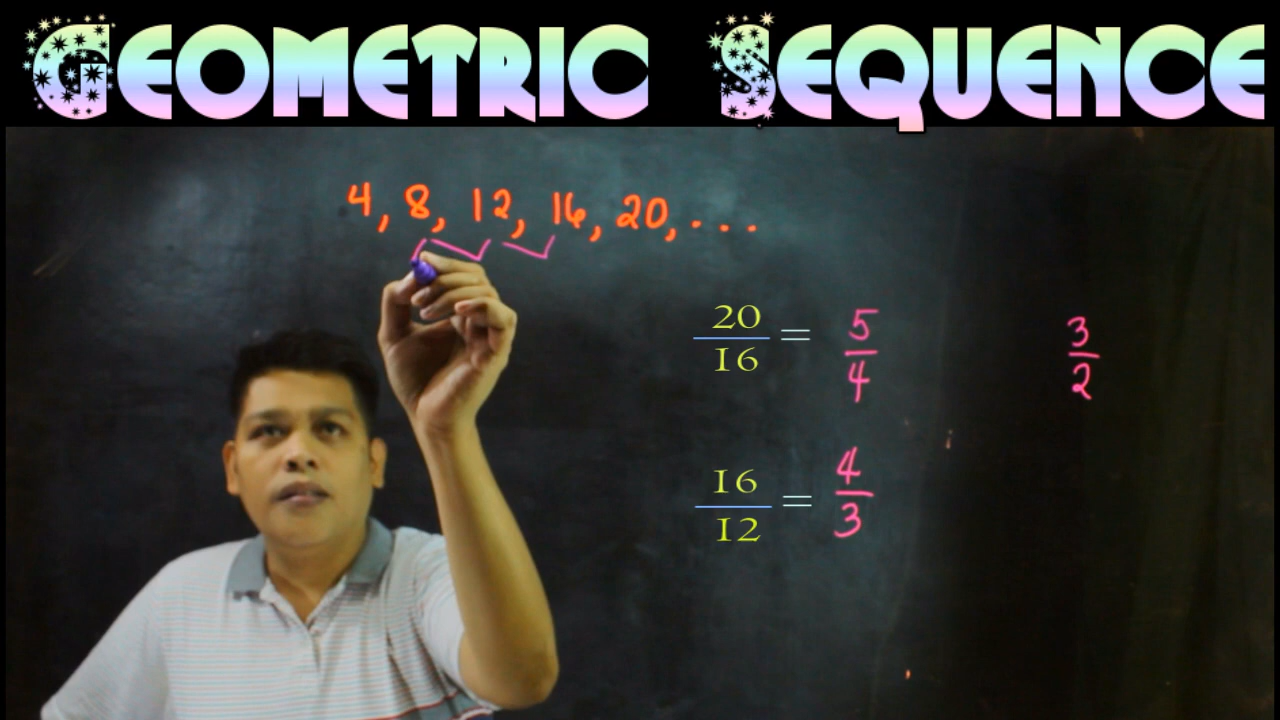 GEOMETRIC SEQUENCE
4, 8, 12, 16, 20, . . .
20/16 = 5/4
3/2
16/12 = 4/3